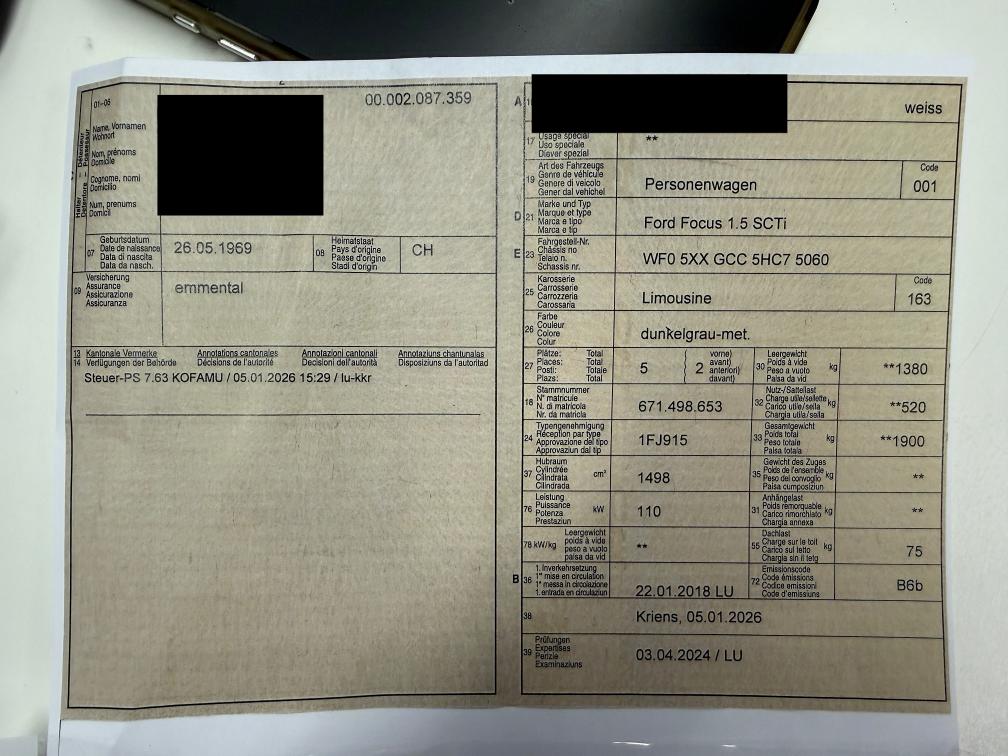 01–06
00.002.087.359
Halter Détenteur
Detentore Possessur
Name, Vornamen
Wohnort
Nom, prénoms
Domicile
Cognome, nomi
Domicilio
Num, prenums
Domicil
07
Geburtsdatum
Date de naissance
Data di nascita
Data da nasch.
26.05.1969
08
Heimatstaat
Pays d'origine
Paese d'origine
Stadi d'origin
CH
09
Versicherung
Assurance
Assicurazione
Assicuranza
emmental
13 Kantonale Vermerke Annotations cantonales Annotazioni cantonali Annotaziuns chantunalas
14 Verfügungen der Behörde Décisions de l'autorité Decisioni dell'autorità Disposiziuns da l'autoritad
Steuer-PS 7.63 KOFAMU / 05.01.2026 15:29 / lu-kkr
A
weiss
17
Usage spécial
Uso speciale
Diever spezial
**
19
Art des Fahrzeugs
Genre de véhicule
Genere di veicolo
Gener dal vehichel
Personenwagen
Code
001
D 21
Marke und Typ
Marque et type
Marca e tipo
Marca e tip
Ford Focus 1.5 SCTi
E 23
Fahrgestell-Nr.
Châssis no
Telaio n.
Schassis nr.
WF0 5XX GCC 5HC7 5060
25
Karosserie
Carrosserie
Carrozzeria
Carossaria
Limousine
Code
163
26
Farbe
Couleur
Colore
Colur
dunkelgrau-met.
27
Plätze: Total
Places: Total
Posti: Totale
Plazs: Total
5
2
vorne)
avant)
anteriori)
davant)
30
Leergewicht
Poids à vide
Peso a vuoto
Paisa da vid
kg
**1380
18
Stammnummer
N° matricule
N. di matricola
Nr. da matricla
671.498.653
32
Nutz-/Sattellast
Charge utile/sellette
Carico utile/sella
Chargia utila/sella
kg
**520
24
Typengenehmigung
Réception par type
Approvazione del tipo
Approvaziun dal tip
1FJ915
33
Gesamtgewicht
Poids total
Peso totale
Paisa totala
kg
**1900
37
Hubraum
Cylindrée
Cilindrata
Cilindrada
cm³
1498
35
Gewicht des Zuges
Poids de l'ensemble
Peso del convoglio
Paisa cumposiziun
kg
**
76
Leistung
Puissance
Potenza
Prestaziun
kW
110
31
Anhängelast
Poids remorquable
Carico rimorchiato
Chargia annexa
kg
**
78 kW/kg
Leergewicht
poids à vide
peso a vuoto
paisa da vid
**
55
Dachlast
Charge sur le toit
Carico sul tetto
Chargia sin il tetg
kg
75
B 36
1. Inverkehrsetzung
1re mise en circulation
1a messa in circolazione
1. entrada en circulaziun
22.01.2018 LU
72
Emissionscode
Code émissions
Codice emissioni
Code d'emissiuns
B6b
38
Kriens, 05.01.2026
39
Prüfungen
Expertises
Perizie
Examinaziuns
03.04.2024 / LU